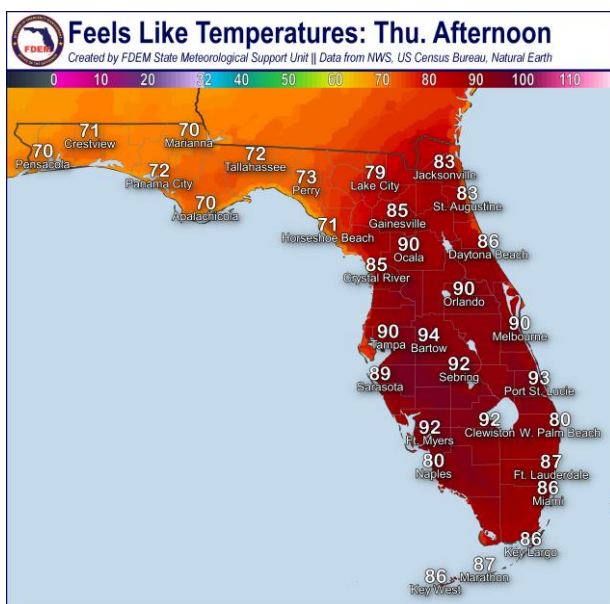 Feels Like Temperatures: Thu. Afternoon
Created by FDEM State Meteorological Support Unit || Data from NWS, US Census Bureau, Natural Earth
FDEM
0 10 20 32 40 50 60 70 80 90 100 110
70
Pensacola
71
Crestview
70
Marianna
72
Panama City
70
Apalachicola
72
Tallahassee
73
Perry
71
Horseshoe Beach
79
Lake City
83
Jacksonville
83
St. Augustine
85
Gainesville
90
Ocala
86
Daytona Beach
85
Crystal River
90
Orlando
90
Melbourne
90
Tampa
94
Bartow
92
Sebring
89
Sarasota
93
Port St. Lucie
92
Ft. Myers
92
Clewiston
80
W. Palm Beach
80
Naples
87
Ft. Lauderdale
86
Miami
86
Key Largo
87
Marathon
86
Key West